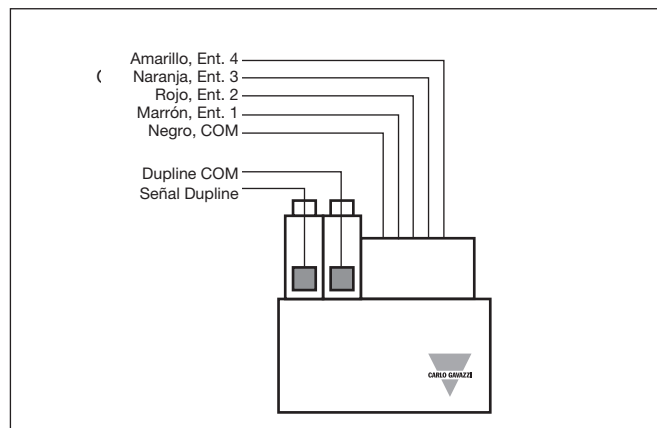 Amarillo, Ent. 4
Naranja, Ent. 3
Rojo, Ent. 2
Marrón, Ent. 1
Negro, COM
Dupline COM
Señal Dupline
CARLO GAVAZZI